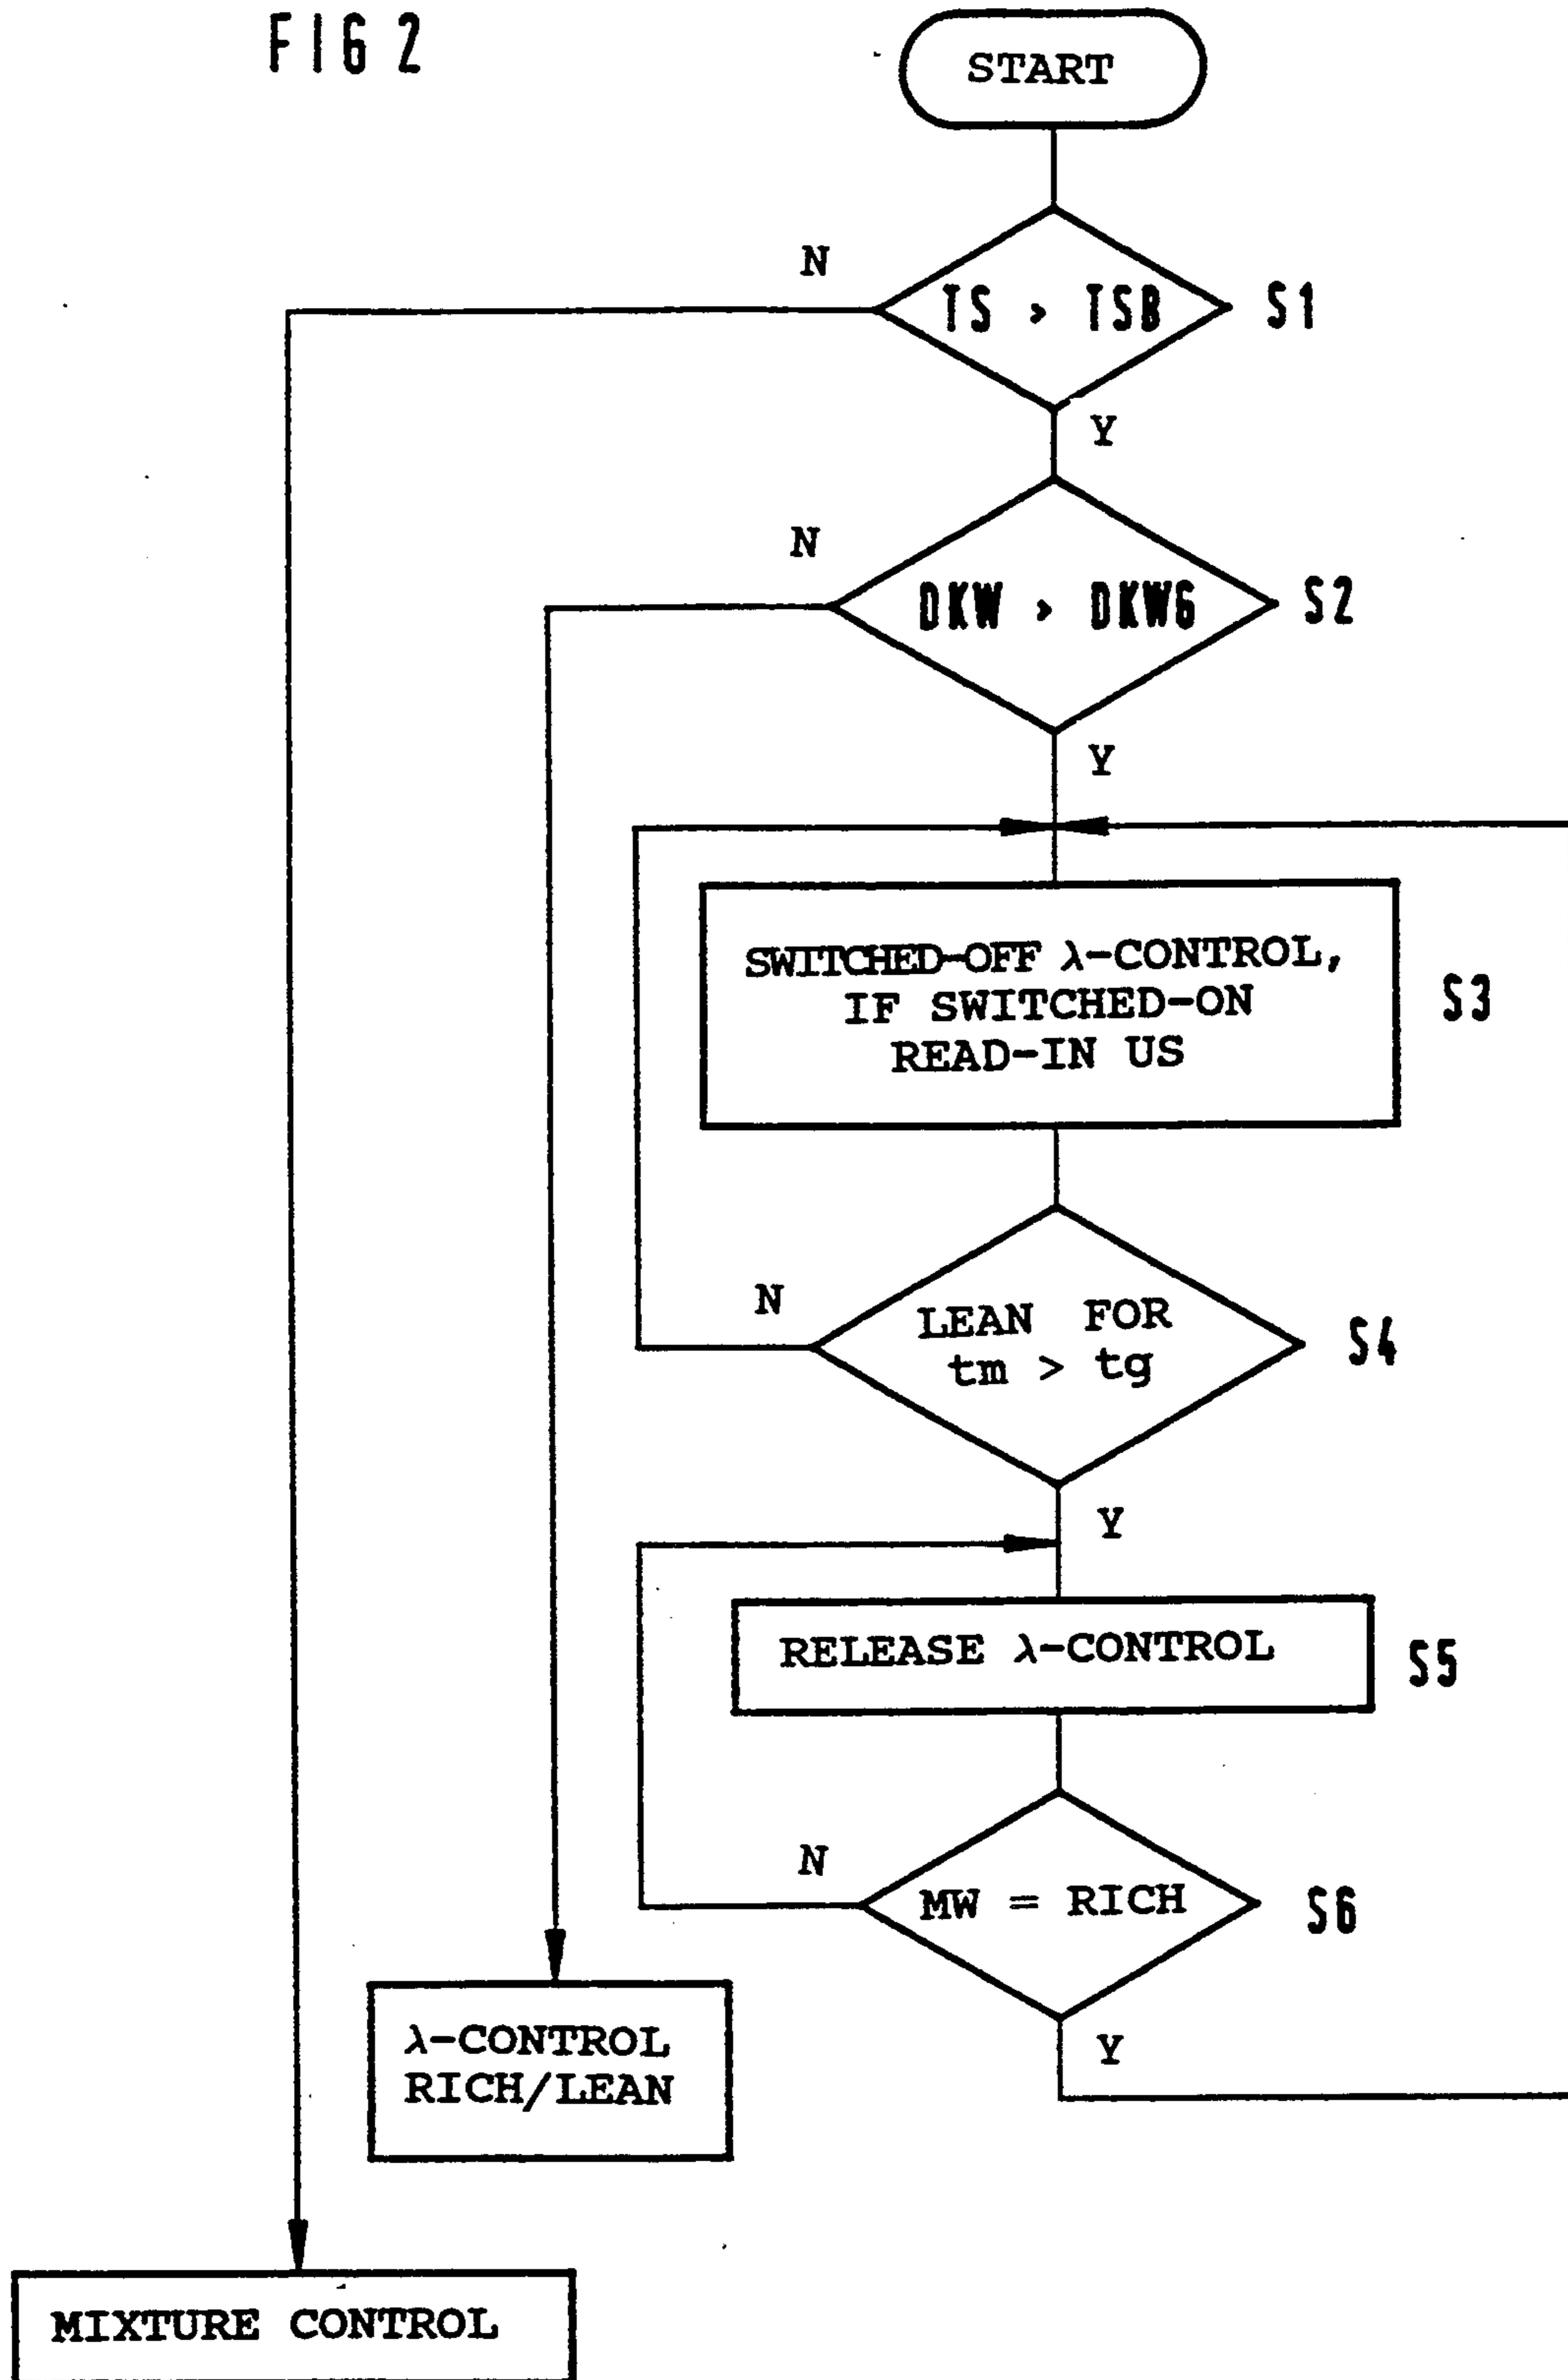 FIG 2
START
N
TS > TSB
S1
Y
N
DKW > DKWG
S2
Y
SWITCHED-OFF λ-CONTROL,
IF SWITCHED-ON
READ-IN US
S3
N
LEAN FOR
tm > tg
S4
Y
RELEASE λ-CONTROL
S5
N
MW = RICH
S6
Y
λ-CONTROL
RICH/LEAN
MIXTURE CONTROL